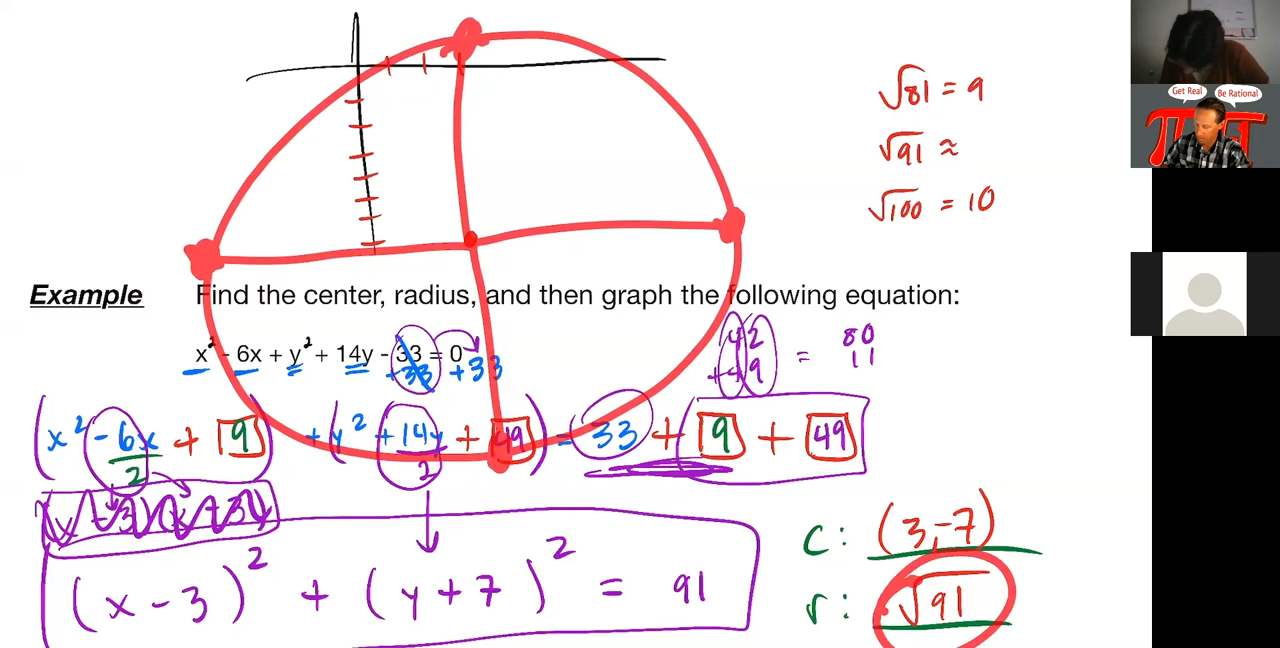 Get Real
Be Rational
√81 = 9
√91 ≈
√100 = 10
Example Find the center, radius, and then graph the following equation:
x² - 6x + y² + 14y - 33 = 0
+33 +33
42
+49
= 80
11
(x² - 6x + 9) + (y² + 14y + 49) = 33 + 9 + 49
2 2
(x - 3)² + (y + 7)² = 91
C: (3, -7)
r: √91